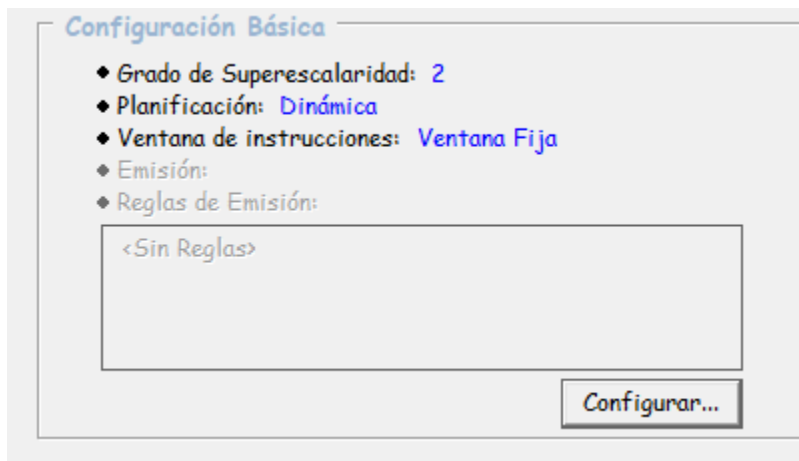 Configuración Básica
Grado de Superescalaridad: 2
Planificación: Dinámica
Ventana de instrucciones: Ventana Fija
Emisión:
Reglas de Emisión:
<Sin Reglas>
Configurar...